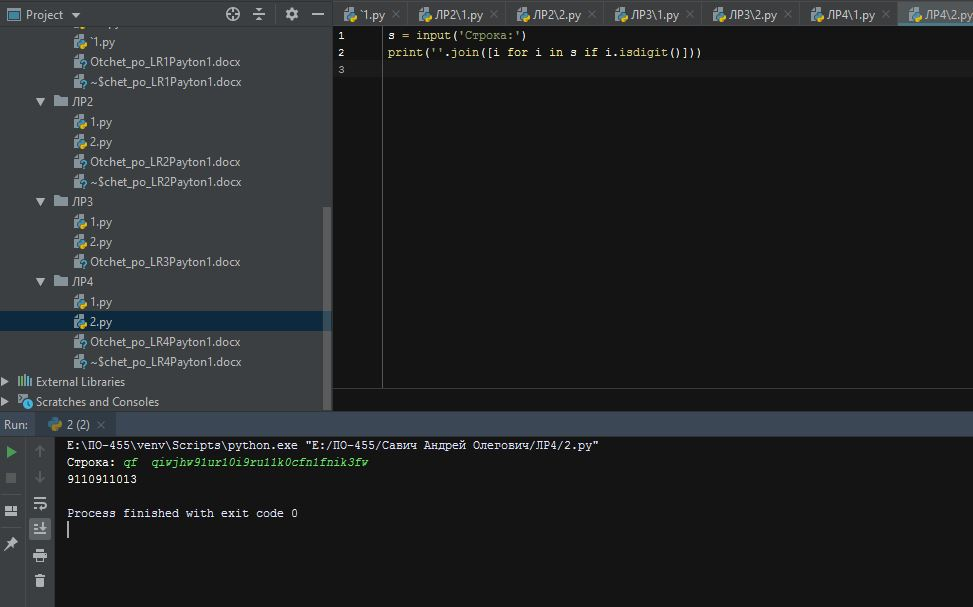 Project
`1.py
Otchet_po_LR1Payton1.docx
~$chet_po_LR1Payton1.docx
ЛР2
1.py
2.py
Otchet_po_LR2Payton1.docx
~$chet_po_LR2Payton1.docx
ЛР3
1.py
2.py
Otchet_po_LR3Payton1.docx
ЛР4
1.py
2.py
Otchet_po_LR4Payton1.docx
~$chet_po_LR4Payton1.docx
External Libraries
Scratches and Consoles
`1.py ЛР2\1.py ЛР2\2.py ЛР3\1.py ЛР3\2.py ЛР4\1.py ЛР4\2.py
1 s = input('Строка:')
2 print(''.join([i for i in s if i.isdigit()]))
3
Run: 2 (2)
E:\ПО-455\venv\Scripts\python.exe "E:/ПО-455/Савич Андрей Олегович/ЛР4/2.py"
Строка: qf  qiwjhw91ur10i9ru11k0cfn1fnik3fw
9110911013
Process finished with exit code 0